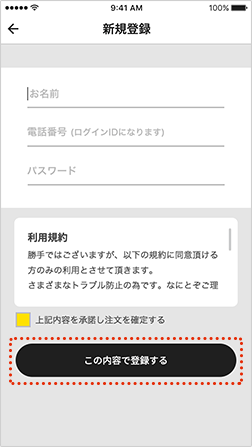 9:41 AM 100%
新規登録
お名前
電話番号 (ログインIDになります)
パスワード
利用規約
勝手ではございますが、以下の規約に同意頂ける
方のみの利用とさせて頂きます。
さまざまなトラブル防止の為です。なにとぞご理
上記内容を承諾し注文を確定する
この内容で登録する